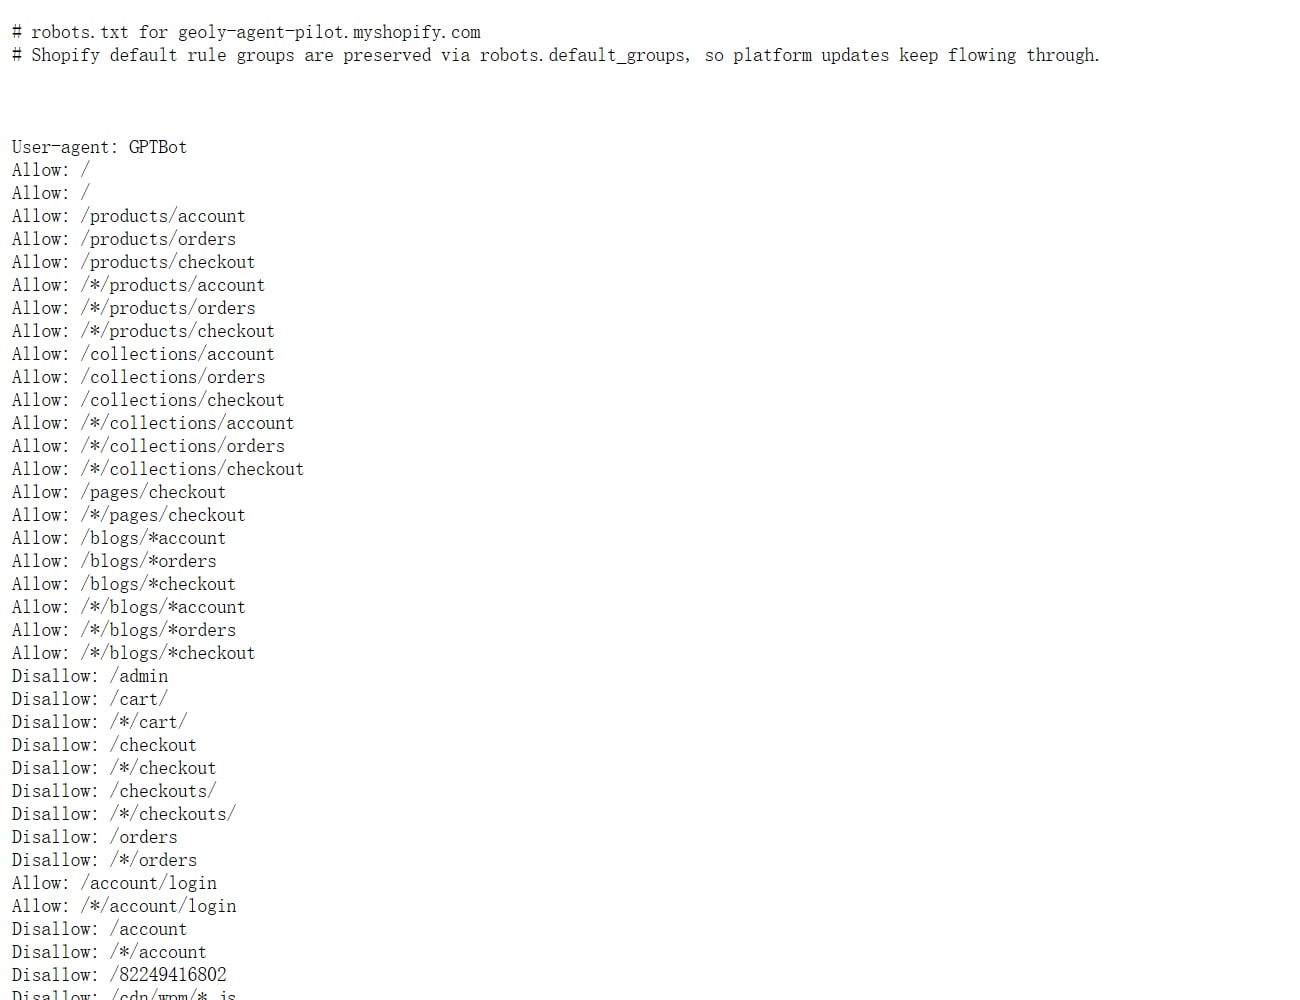 # robots.txt for geoly-agent-pilot.myshopify.com
# Shopify default rule groups are preserved via robots.default_groups, so platform updates keep flowing through.
User-agent: GPTBot
Allow: /
Allow: /
Allow: /products/account
Allow: /products/orders
Allow: /products/checkout
Allow: /*/products/account
Allow: /*/products/orders
Allow: /*/products/checkout
Allow: /collections/account
Allow: /collections/orders
Allow: /collections/checkout
Allow: /*/collections/account
Allow: /*/collections/orders
Allow: /*/collections/checkout
Allow: /pages/checkout
Allow: /*/pages/checkout
Allow: /blogs/*account
Allow: /blogs/*orders
Allow: /blogs/*checkout
Allow: /*/blogs/*account
Allow: /*/blogs/*orders
Allow: /*/blogs/*checkout
Disallow: /admin
Disallow: /cart/
Disallow: /*/cart/
Disallow: /checkout
Disallow: /*/checkout
Disallow: /checkouts/
Disallow: /*/checkouts/
Disallow: /orders
Disallow: /*/orders
Allow: /account/login
Allow: /*/account/login
Disallow: /account
Disallow: /*/account
Disallow: /82249416802
Disallow: /cdn/wpm/*.js